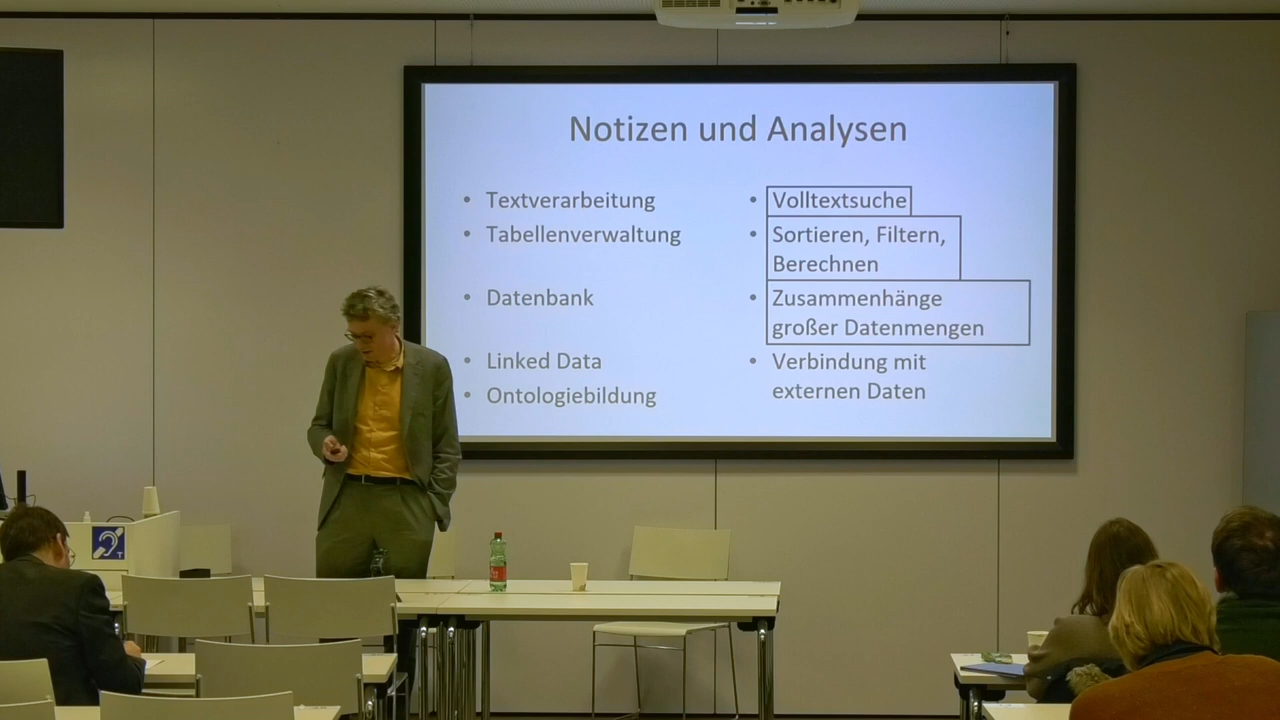 Notizen und Analysen
• Textverarbeitung
• Tabellenverwaltung
• Datenbank
• Linked Data
• Ontologiebildung
• Volltextsuche
• Sortieren, Filtern,
Berechnen
• Zusammenhänge
großer Datenmengen
• Verbindung mit
externen Daten
T